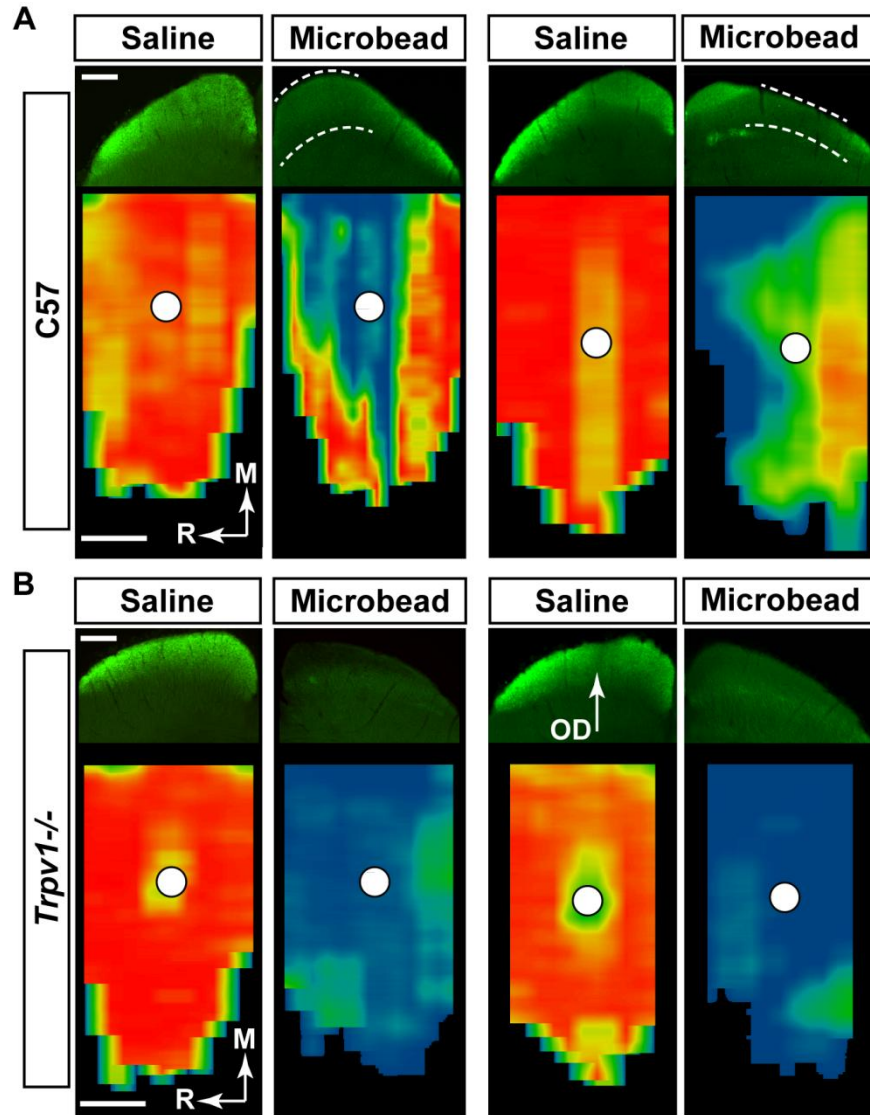 A
Saline
Microbead
Saline
Microbead
C57
M
R
B
Saline
Microbead
Saline
Microbead
OD
Trpv1-/-
M
R